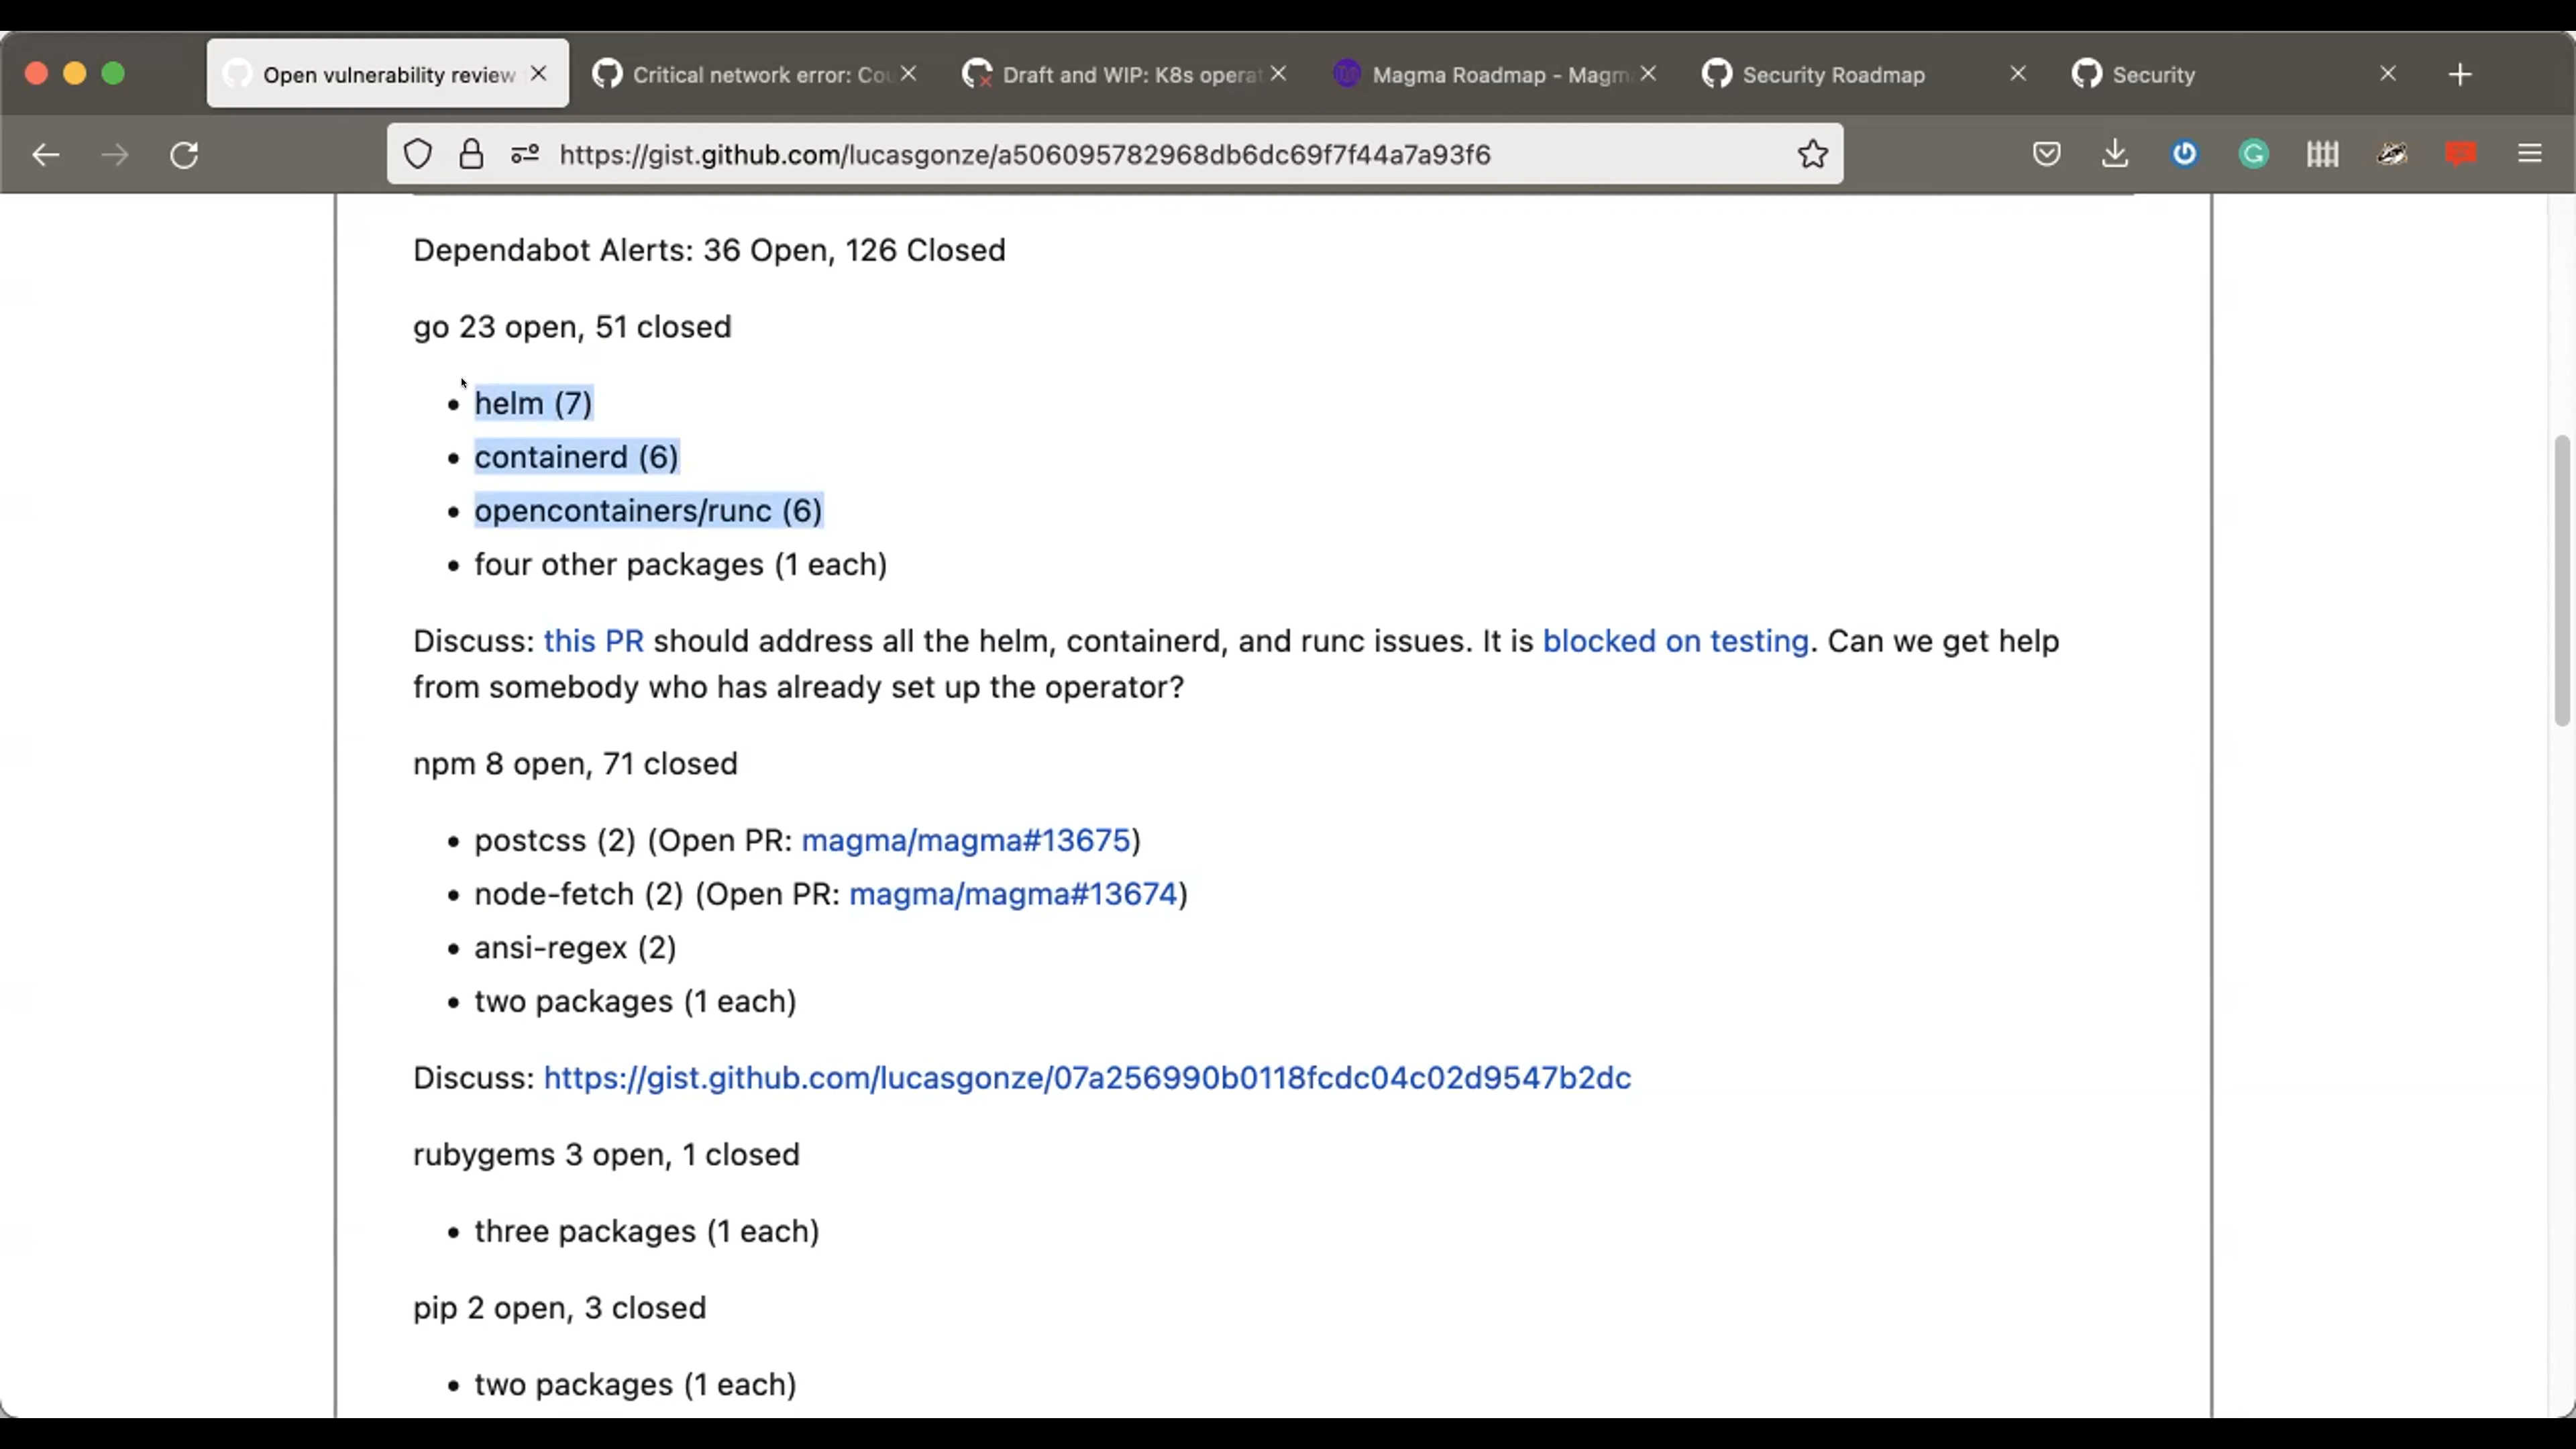 Open vulnerability review
Critical network error: Cou
Draft and WIP: K8s operat
Magma Roadmap - Magm
Security Roadmap
Security
https://gist.github.com/lucasgonze/a506095782968db6dc69f7f44a7a93f6
Dependabot Alerts: 36 Open, 126 Closed
go 23 open, 51 closed
• helm (7)
• containerd (6)
• opencontainers/runc (6)
• four other packages (1 each)
Discuss: this PR should address all the helm, containerd, and runc issues. It is blocked on testing. Can we get help
from somebody who has already set up the operator?
npm 8 open, 71 closed
• postcss (2) (Open PR: magma/magma#13675)
• node-fetch (2) (Open PR: magma/magma#13674)
• ansi-regex (2)
• two packages (1 each)
Discuss: https://gist.github.com/lucasgonze/07a256990b0118fcdc04c02d9547b2dc
rubygems 3 open, 1 closed
• three packages (1 each)
pip 2 open, 3 closed
• two packages (1 each)